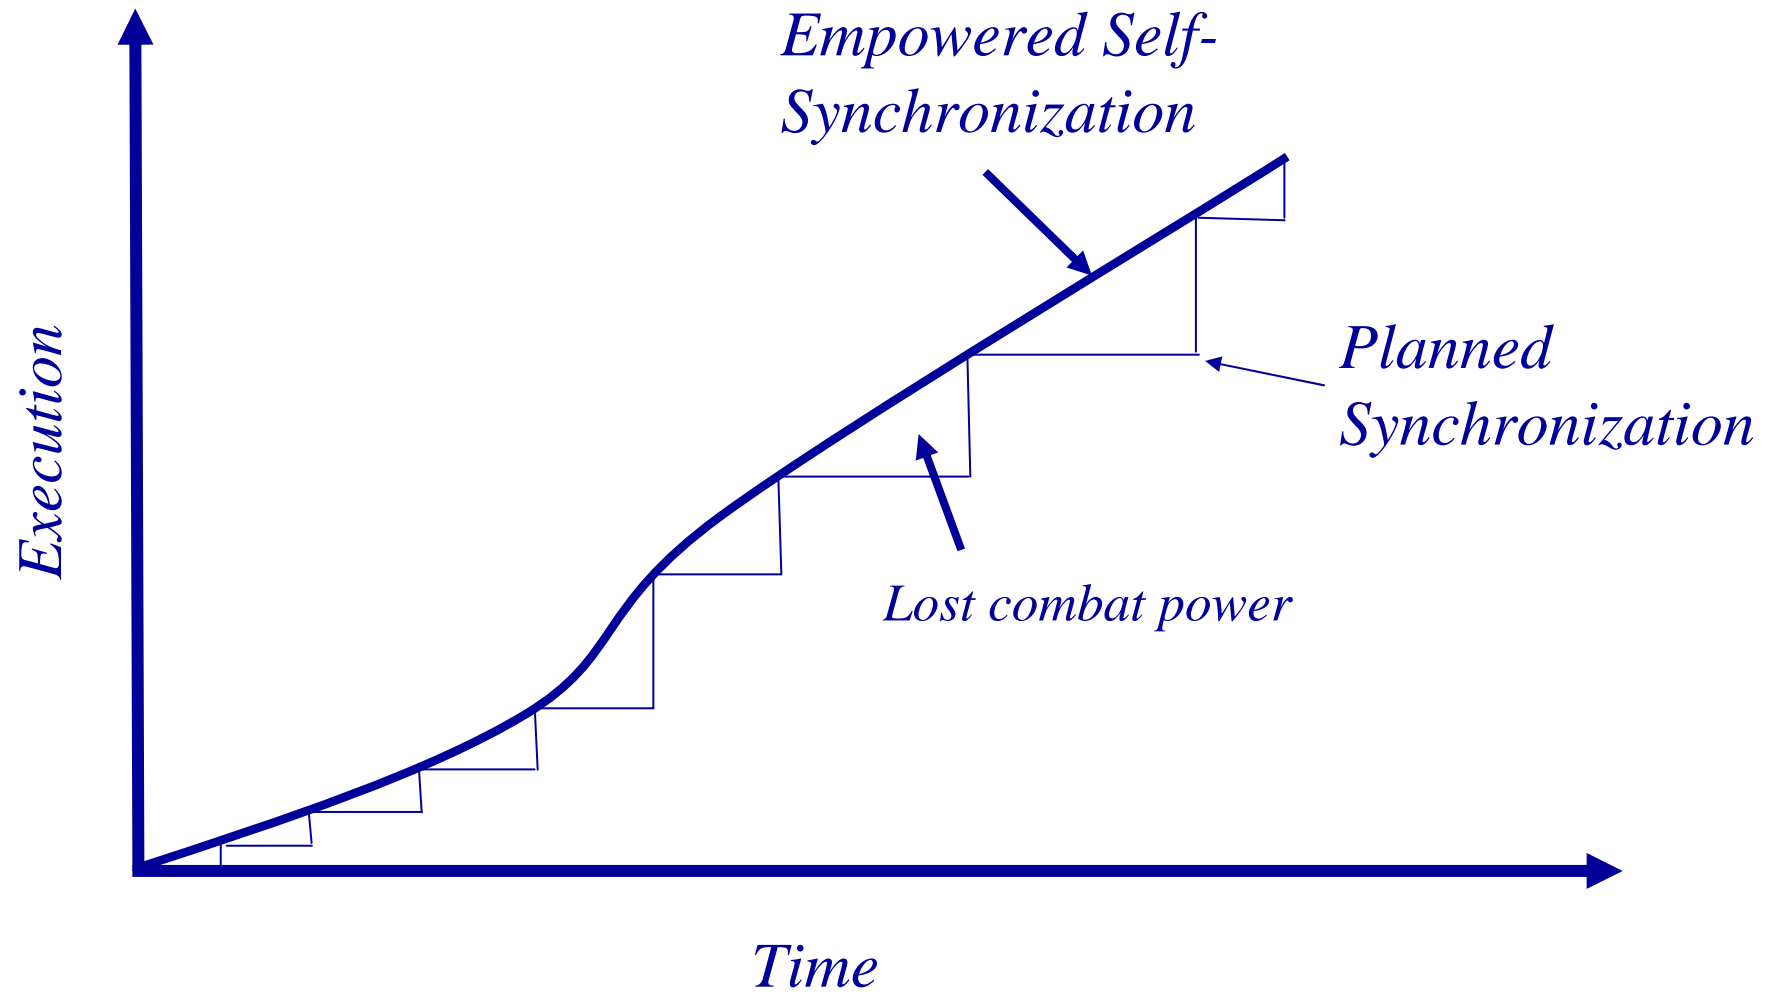 Empowered Self-
Synchronization
Execution
Planned
Synchronization
Lost combat power
Time